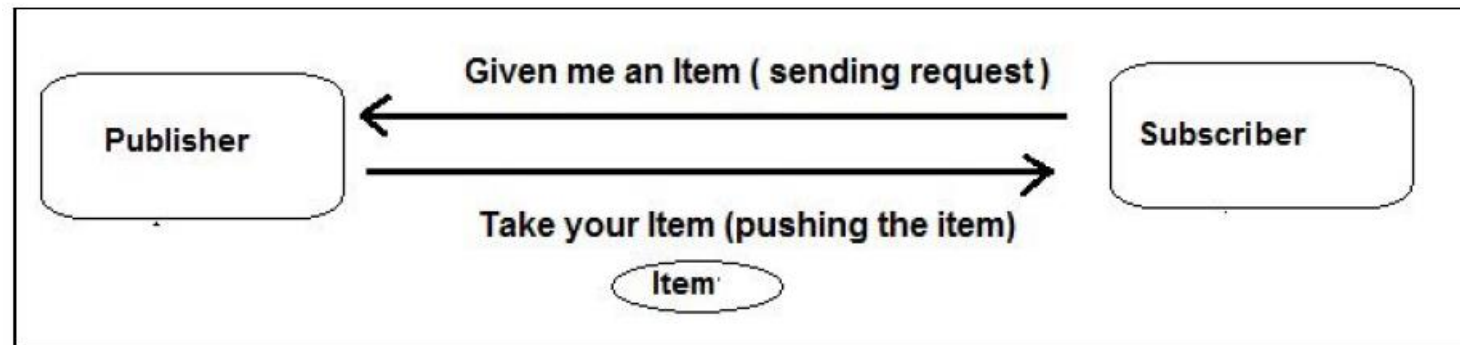 Given me an Item ( sending request )
Publisher
Subscriber
Take your Item (pushing the item)
Item